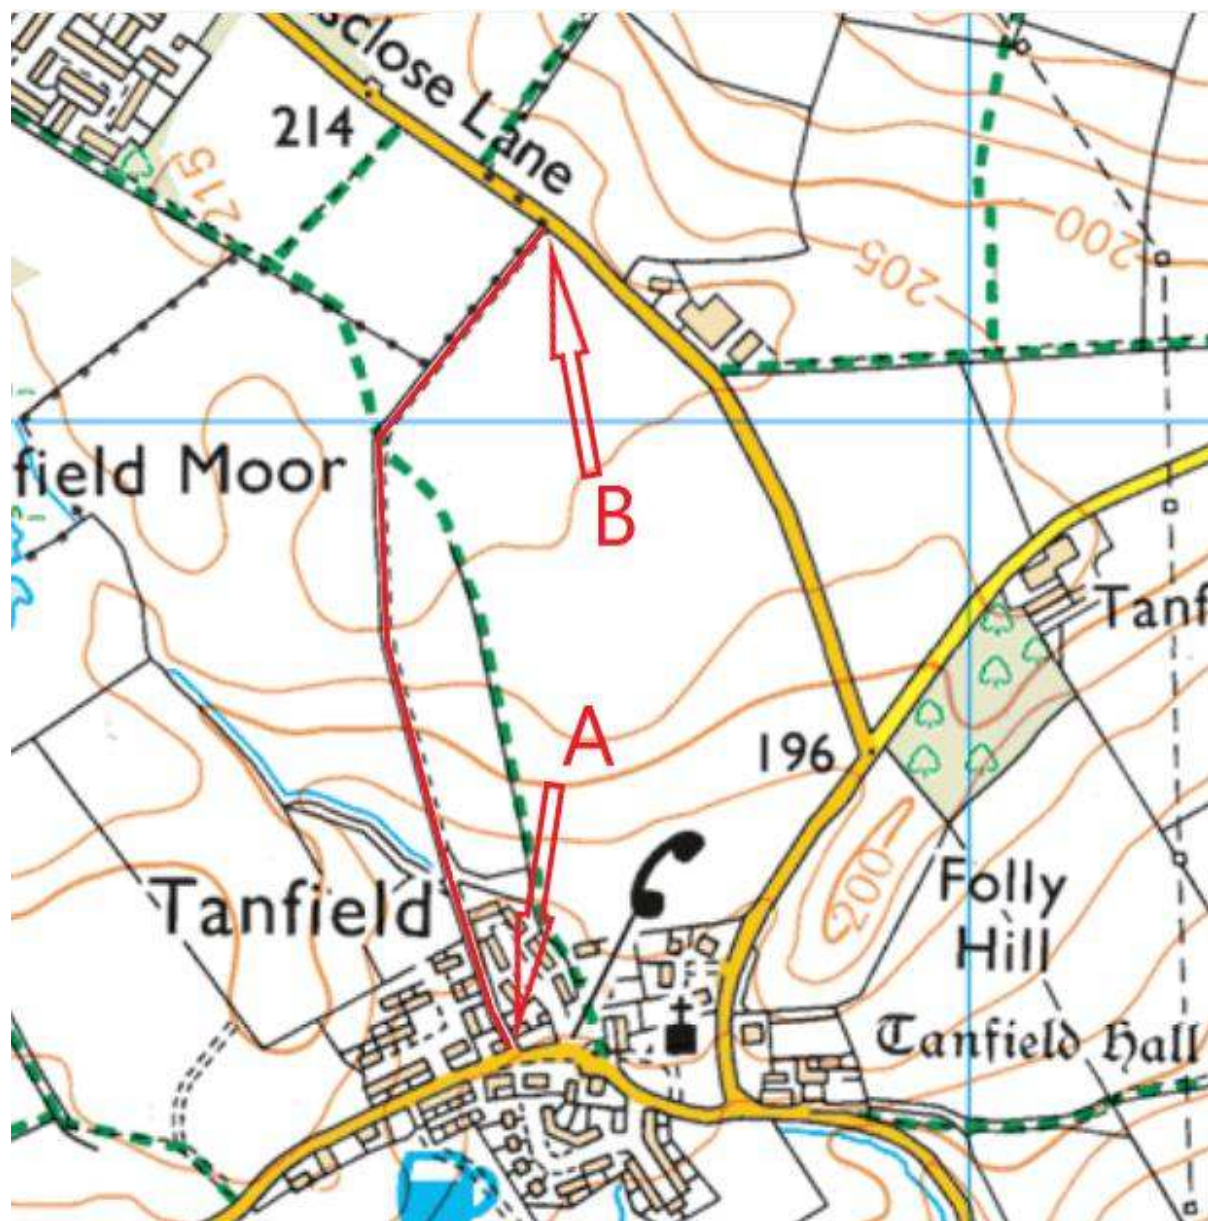 sclose Lane
214
215
200
205
field Moor
B
Tanf
A
196
Tanfield
200
Folly
Hill
Tanfield Hall